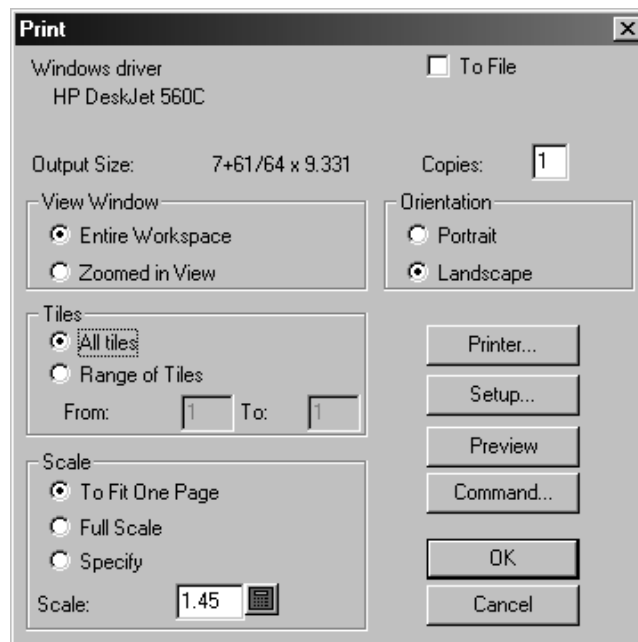 Print
Windows driver
To File
HP DeskJet 560C
Output Size: 7+61/64 x 9.331
Copies: 1
View Window
Entire Workspace
Zoomed in View
Orientation
Portrait
Landscape
Tiles
All tiles
Range of Tiles
From: 1 To: 1
Printer...
Setup...
Preview
Command...
Scale
To Fit One Page
Full Scale
Specify
Scale: 1.45
OK
Cancel